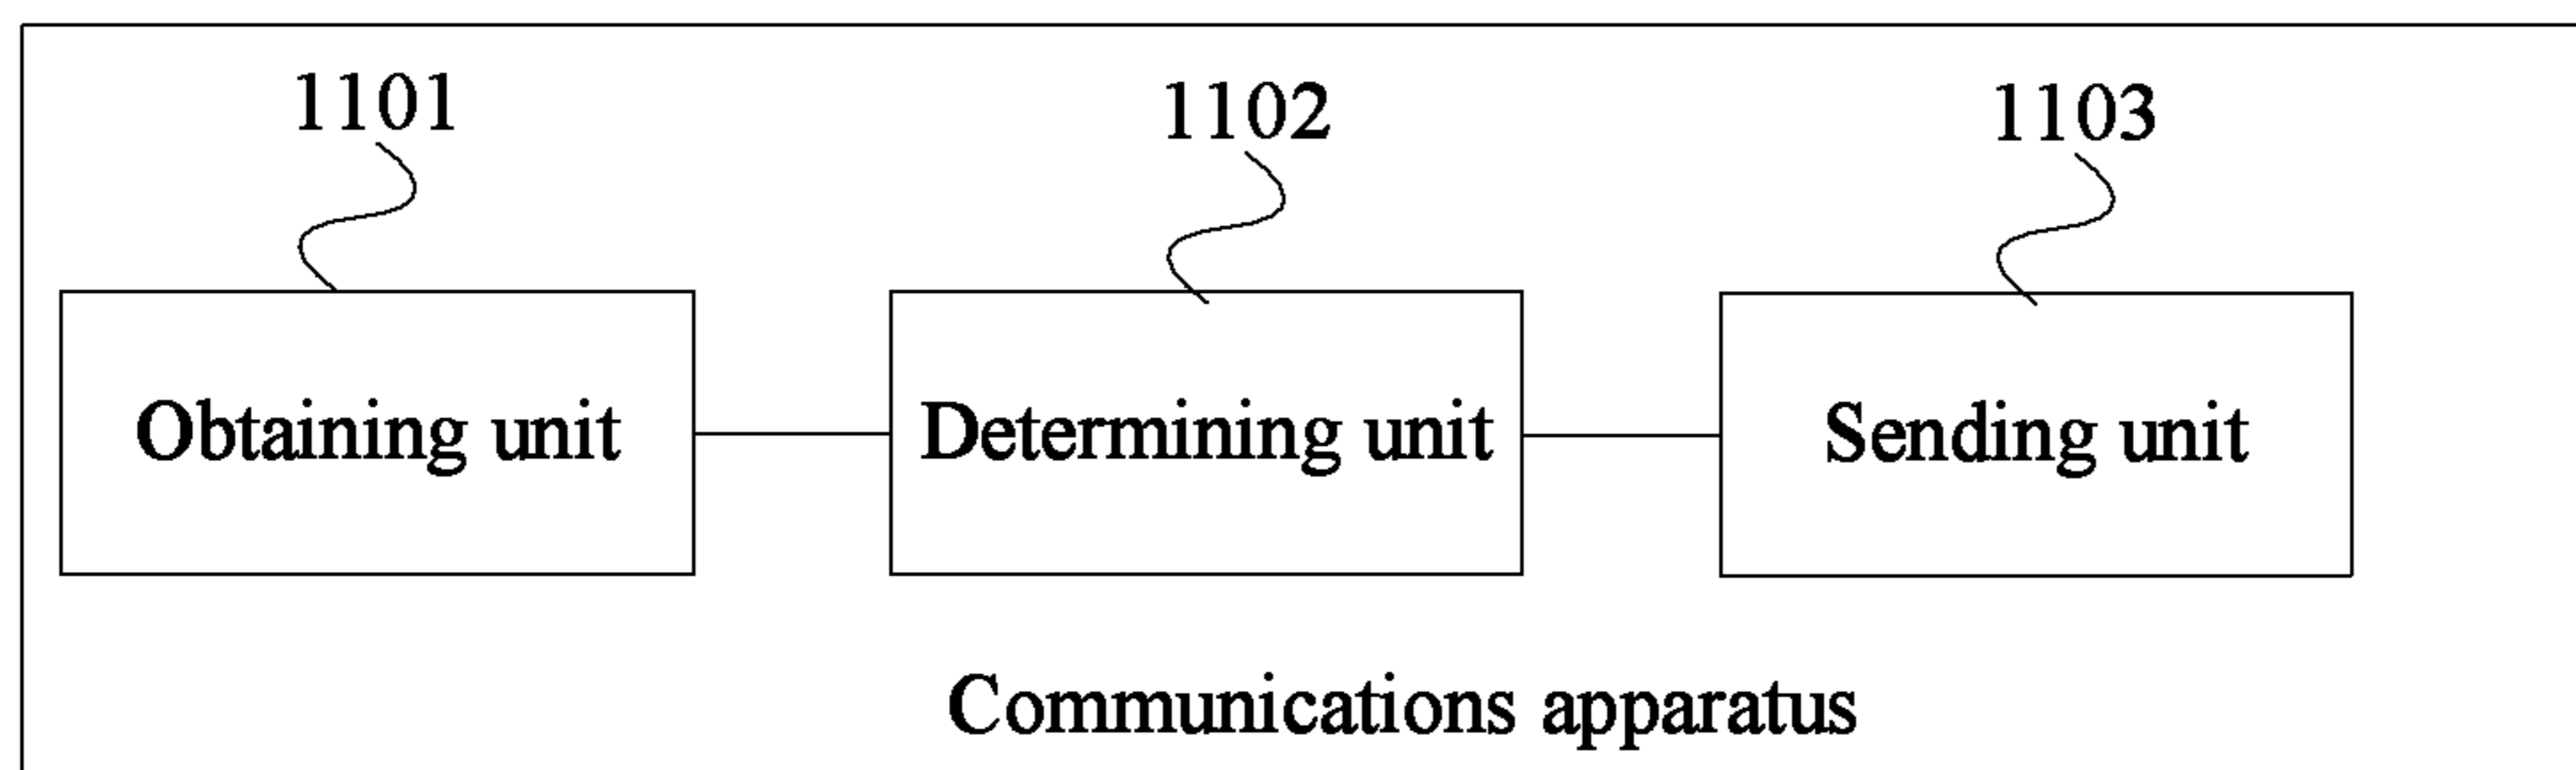 1101 1102 1103
Obtaining unit Determining unit Sending unit
Communications apparatus